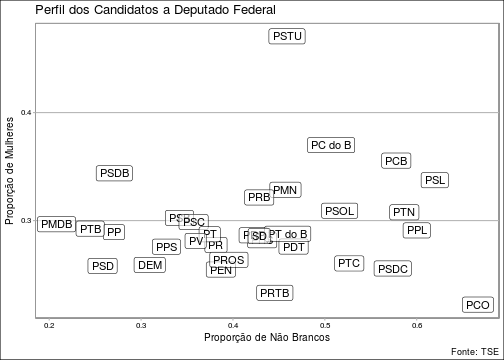 Perfil dos Candidatos a Deputado Federal
PSTU
0.4
PC do B
PCB
PSDB
PSL
PMN
PRB
PSOL
PTN
PSC
PMDB
0.3
PTB
PP
PT
PSD
PT do B
PPL
PV
PR
PPS
PDT
PROS
PTC
PSD
DEM
PEN
PSDC
PRTB
PCO
0.2
0.3
0.4
0.5
0.6
Proporção de Mulheres
Proporção de Não Brancos
Fonte: TSE